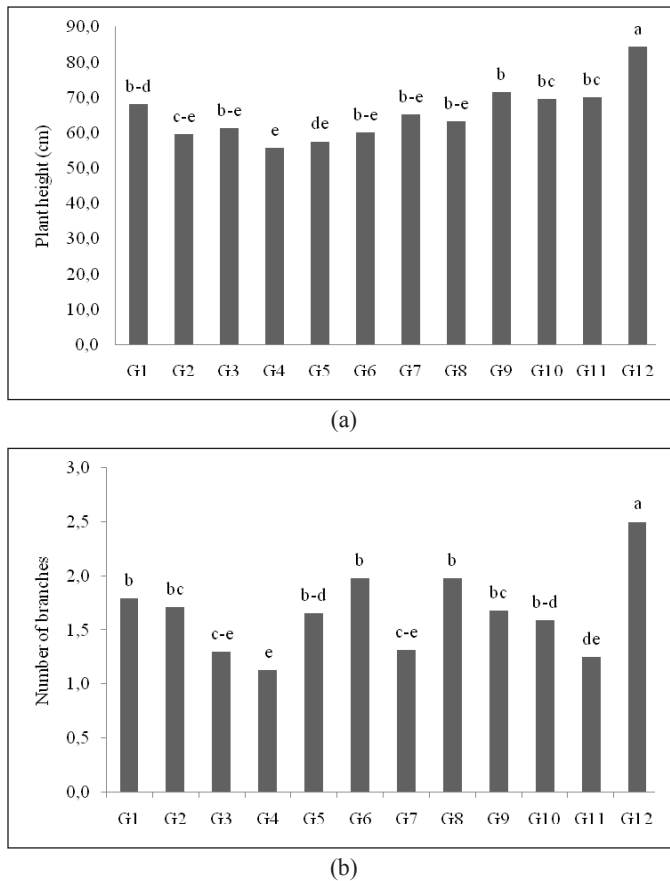 90,0
80,0
70,0
60,0
50,0
40,0
30,0
20,0
10,0
0,0
Plant height (cm)
b-d c-e b-e e de b-e b-e b-e b bc bc a
G1 G2 G3 G4 G5 G6 G7 G8 G9 G10 G11 G12
(a)
3,0
2,5
2,0
1,5
1,0
0,5
0,0
Number of branches
b bc c-e e b-d b c-e b bc b-d de a
G1 G2 G3 G4 G5 G6 G7 G8 G9 G10 G11 G12
(b)